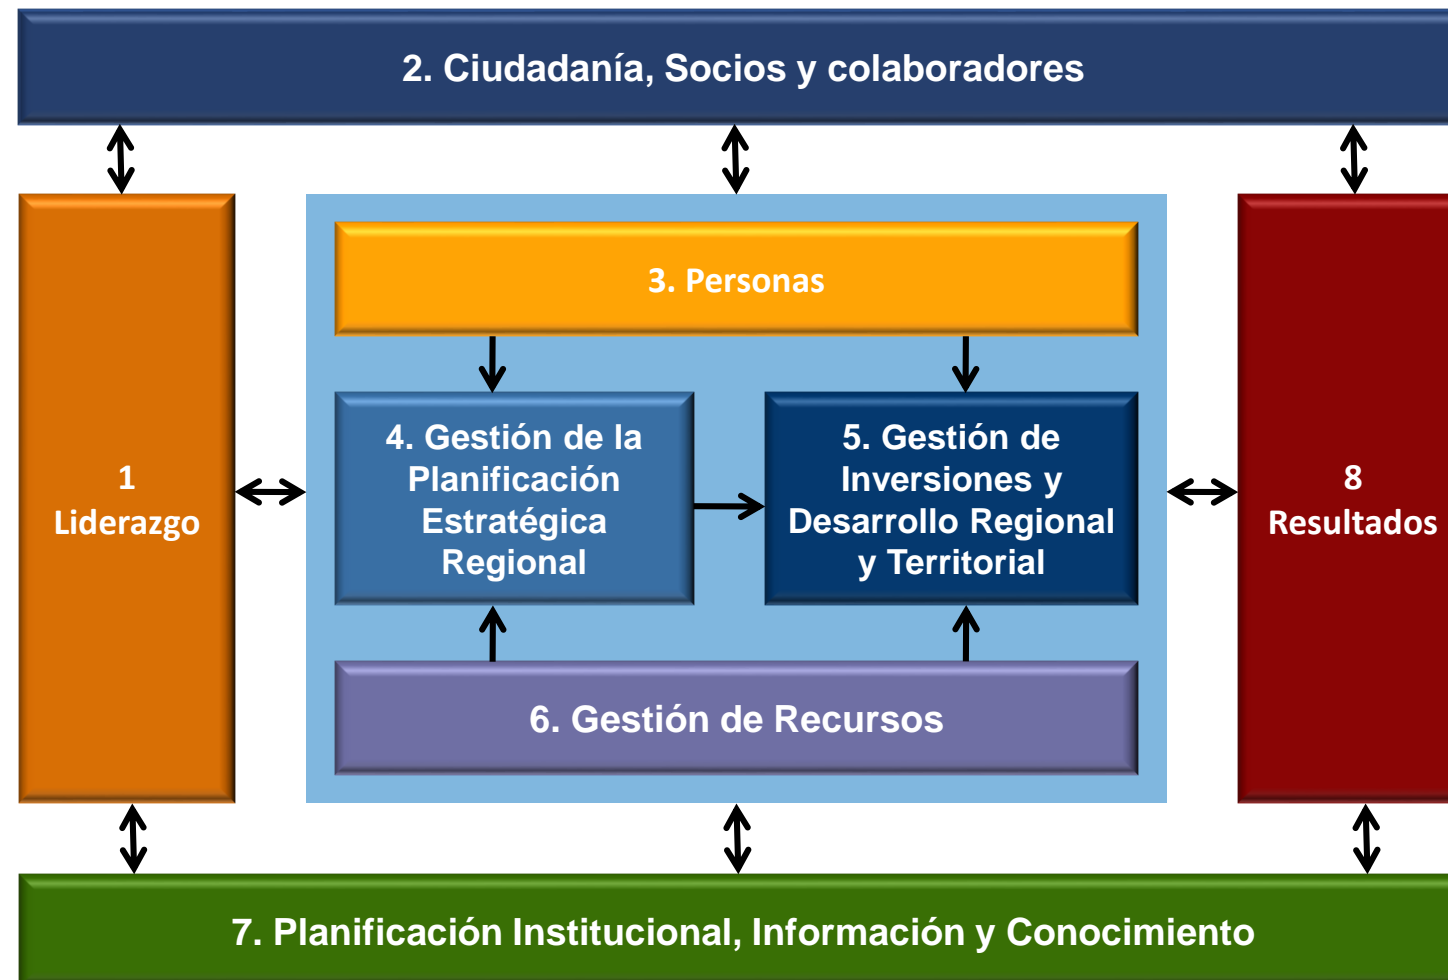 2. Ciudadanía, Socios y colaboradores
3. Personas
1
Liderazgo
4. Gestión de la
Planificación
Estratégica
Regional
5. Gestión de
Inversiones y
Desarrollo Regional
y Territorial
8
Resultados
6. Gestión de Recursos
7. Planificación Institucional, Información y Conocimiento